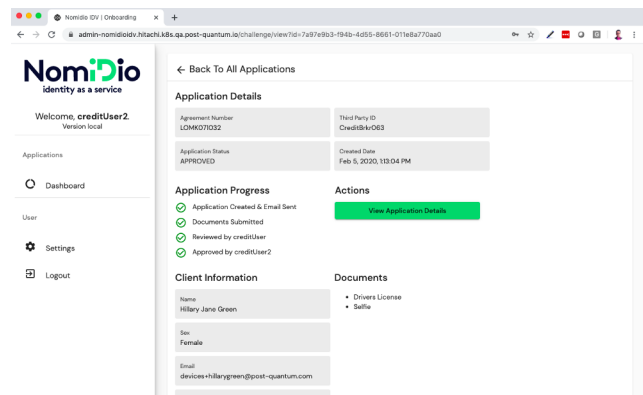 Nomidio IDV | Onboarding
admin-nomidioidv.hitachi.k8s.qa.post-quantum.io/challenge/view?id=7a97e9b3-f94b-4d55-8661-011e8a770aa0
NomiDio
identity as a service
Welcome, creditUser2.
Version local
Applications
Dashboard
User
Settings
Logout
Back To All Applications
Application Details
Agreement Number
LOMK071032
Third Party ID
CreditBrkr063
Application Status
APPROVED
Created Date
Feb 5, 2020, 1:13:04 PM
Application Progress
Application Created & Email Sent
Documents Submitted
Reviewed by creditUser
Approved by creditUser2
Actions
View Application Details
Client Information
Name
Hillary Jane Green
Sex
Female
Email
devices+hillarygreen@post-quantum.com
Documents
Drivers License
Selfie